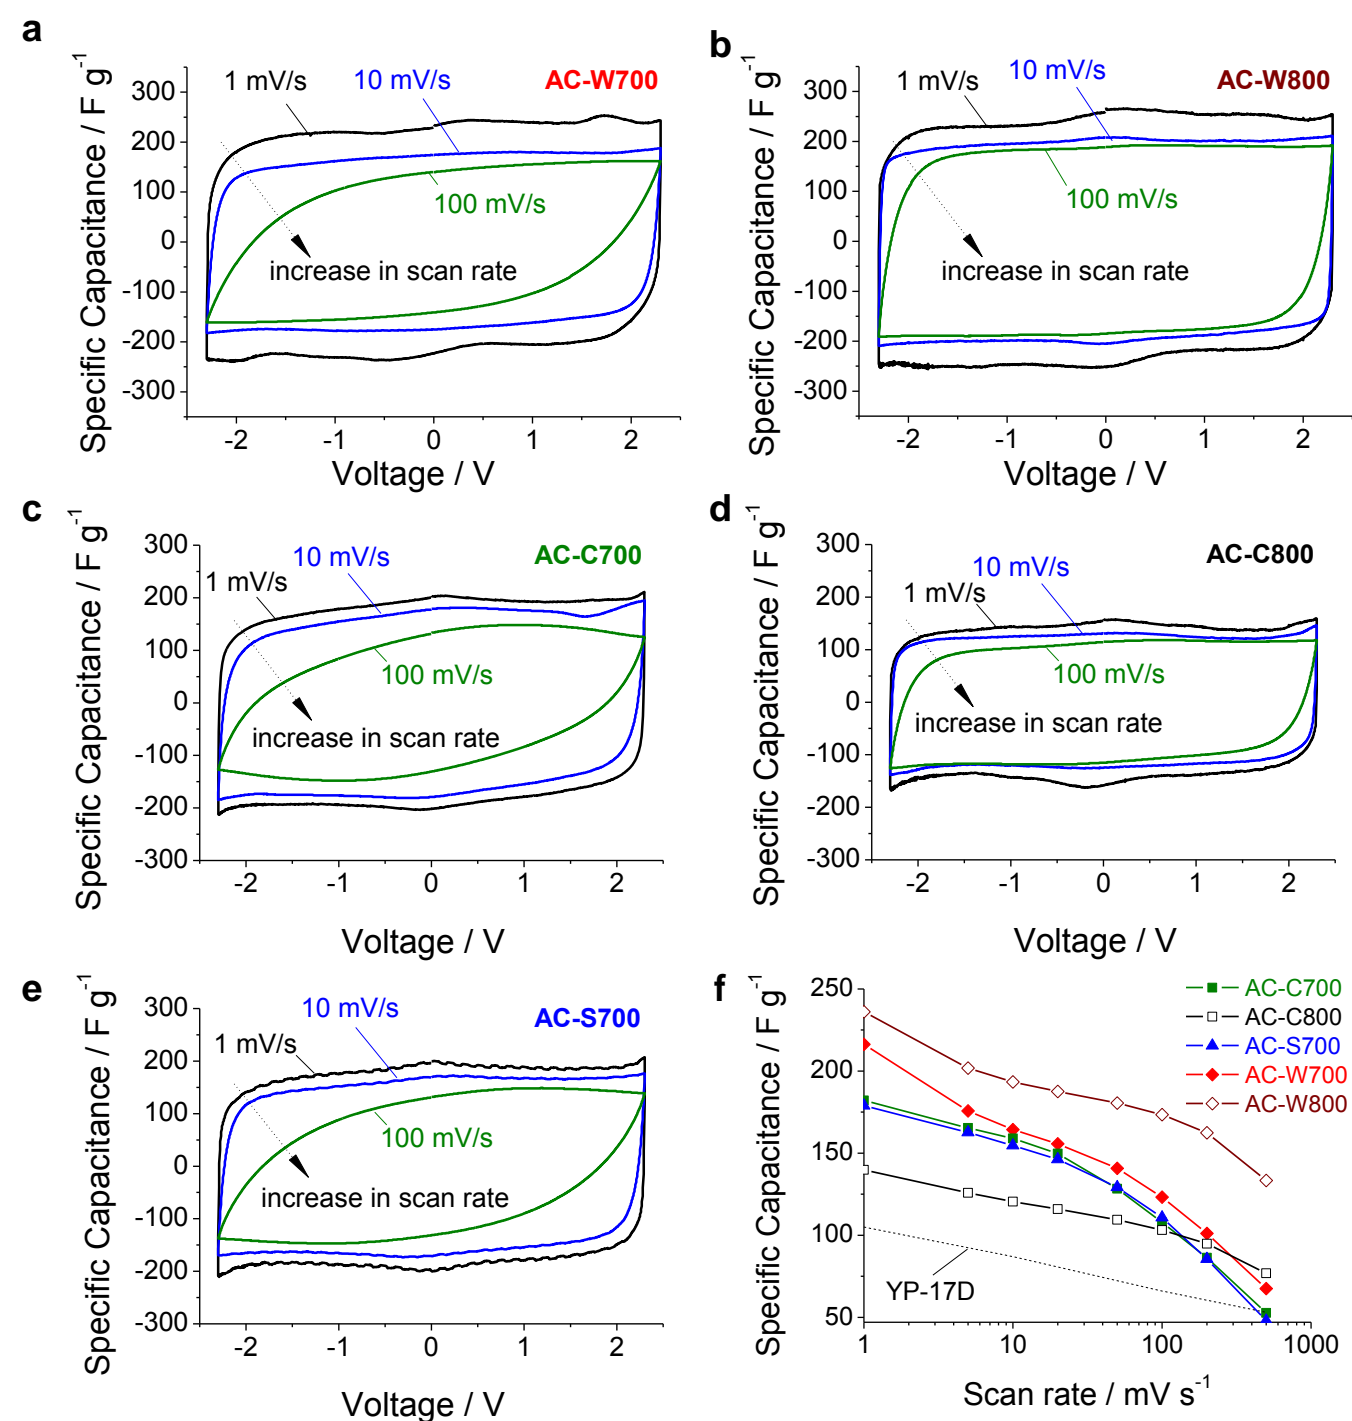 a
AC-W700
1 mV/s
10 mV/s
100 mV/s
increase in scan rate
Specific Capacitance / F g⁻¹
300
200
100
0
-100
-200
-300
-2
-1
0
1
2
Voltage / V
b
AC-W800
1 mV/s
10 mV/s
100 mV/s
increase in scan rate
Specific Capacitance / F g⁻¹
300
200
100
0
-100
-200
-300
-2
-1
0
1
2
Voltage / V
c
AC-C700
1 mV/s
10 mV/s
100 mV/s
increase in scan rate
Specific Capacitance / F g⁻¹
300
200
100
0
-100
-200
-300
-2
-1
0
1
2
Voltage / V
d
AC-C800
1 mV/s
10 mV/s
100 mV/s
increase in scan rate
Specific Capacitance / F g⁻¹
300
200
100
0
-100
-200
-300
-2
-1
0
1
2
Voltage / V
e
AC-S700
1 mV/s
10 mV/s
100 mV/s
increase in scan rate
Specific Capacitance / F g⁻¹
300
200
100
0
-100
-200
-300
-2
-1
0
1
2
Voltage / V
f
AC-C700
AC-C800
AC-S700
AC-W700
AC-W800
YP-17D
Specific Capacitance / F g⁻¹
250
200
150
100
50
1
10
100
1000
Scan rate / mV s⁻¹